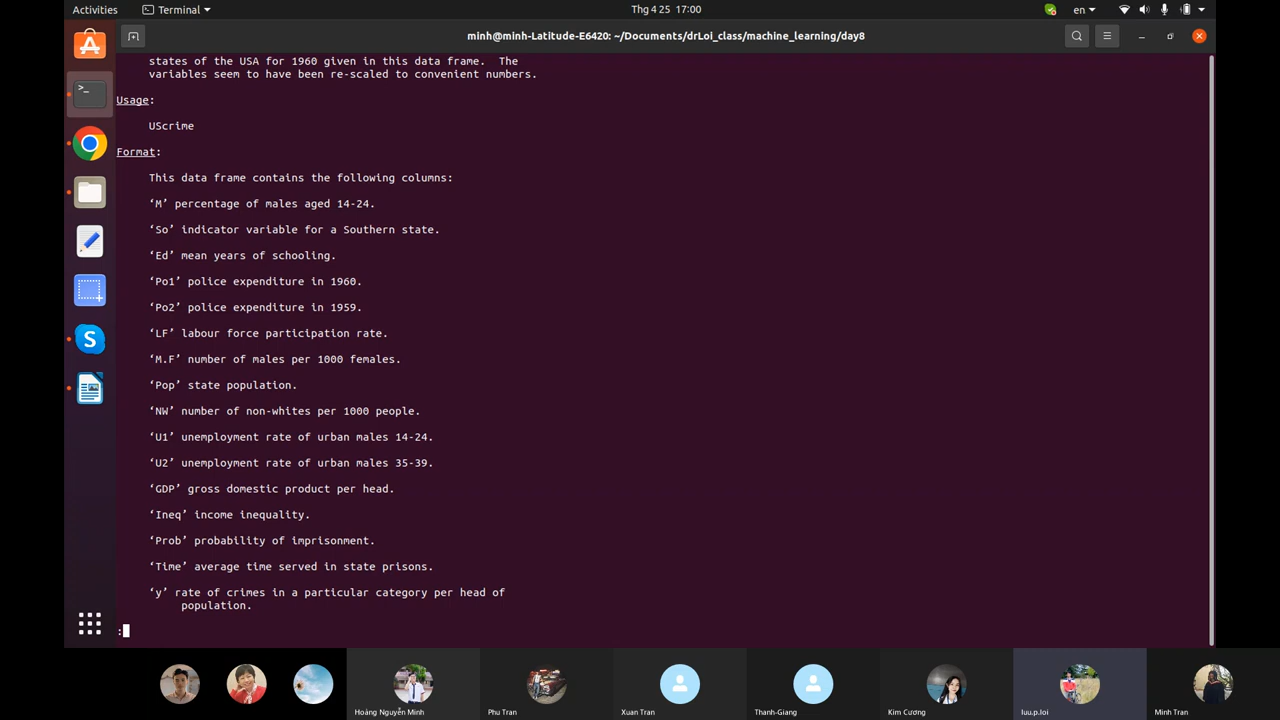 Activities
Terminal
Thg 4 25 17:00
en
minh@minh-Latitude-E6420: ~/Documents/drLoi_class/machine_learning/day8
states of the USA for 1960 given in this data frame.  The
variables seem to have been re-scaled to convenient numbers.
Usage:
UScrime
Format:
This data frame contains the following columns:
‘M’ percentage of males aged 14-24.
‘So’ indicator variable for a Southern state.
‘Ed’ mean years of schooling.
‘Po1’ police expenditure in 1960.
‘Po2’ police expenditure in 1959.
‘LF’ labour force participation rate.
‘M.F’ number of males per 1000 females.
‘Pop’ state population.
‘NW’ number of non-whites per 1000 people.
‘U1’ unemployment rate of urban males 14-24.
‘U2’ unemployment rate of urban males 35-39.
‘GDP’ gross domestic product per head.
‘Ineq’ income inequality.
‘Prob’ probability of imprisonment.
‘Time’ average time served in state prisons.
‘y’ rate of crimes in a particular category per head of
population.
:
Hoàng Nguyễn Minh
Phu Tran
Xuan Tran
Thanh-Giang
Kim Cương
luu.p.loi
Minh Tran